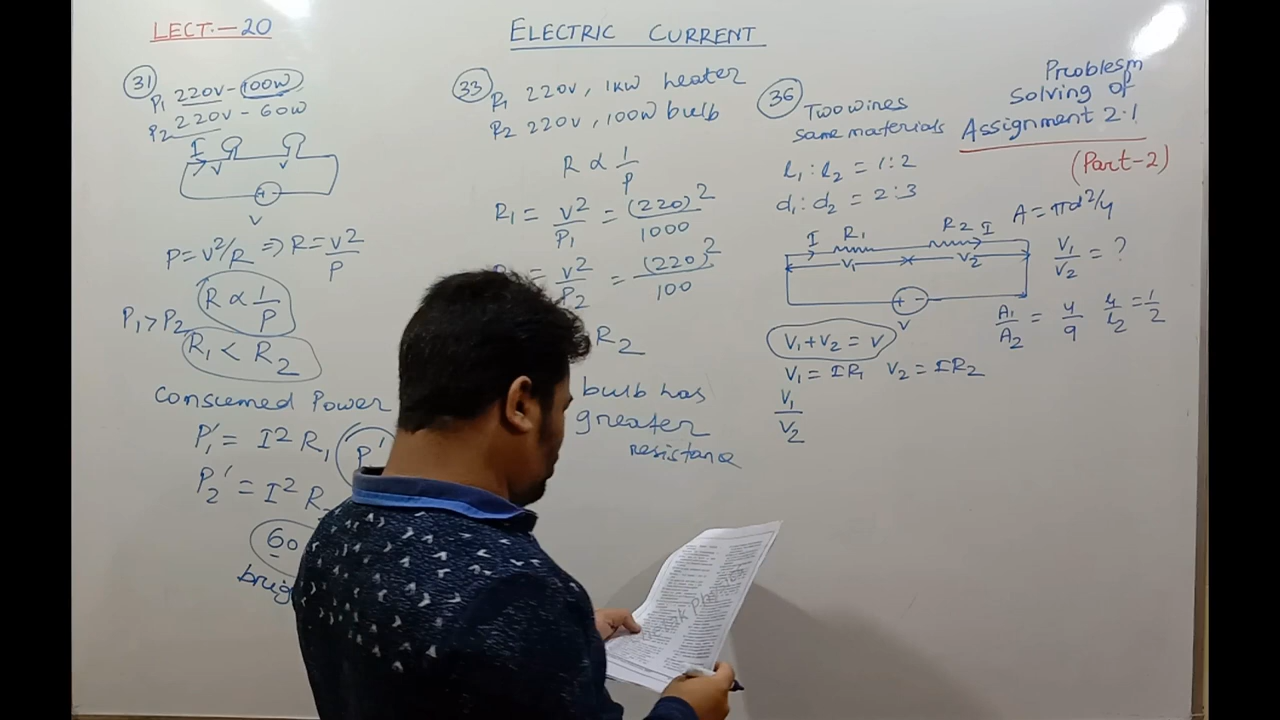 LECT.-20
ELECTRIC CURRENT
Problesm
solving of
Assignment 2.1
(Part-2)
31
P1 220V-100W
P2 220V-60W
I
V V
V
P=V²/R ⇒ R=V²/P
R ∝ 1/P
P1>P2
R1 < R2
Consumed Power
P1' = I² R1
P1'
P2' = I² R
60
33
P1 220V, 1KW heater
P2 220V, 100W bulb
R ∝ 1/P
R1 = V²/P1 = (220)²/1000
= V²/P2 = (220)²/100
R2
bulb has
greater
resistance
36
Two wires
same materials
l1:l2 = 1:2
d1:d2 = 2:3
A=πd²/4
I R1 R2 I
V1 V2
V
V1/V2 = ?
A1/A2 = 4/9 l1/l2 = 1/2
V1+V2 = V
V1 = IR1 V2 = IR2
V1/V2